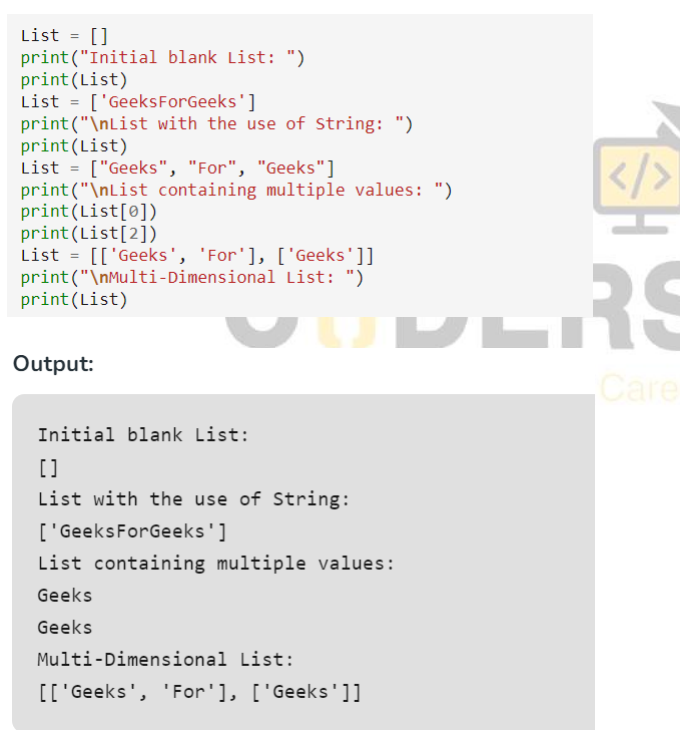 List = []
print("Initial blank List: ")
print(List)
List = ['GeeksForGeeks']
print("\nList with the use of String: ")
print(List)
List = ["Geeks", "For", "Geeks"]
print("\nList containing multiple values: ")
print(List[0])
print(List[2])
List = [['Geeks', 'For'], ['Geeks']]
print("\nMulti-Dimensional List: ")
print(List)
</>
Output:
Care
Initial blank List:
[]
List with the use of String:
['GeeksForGeeks']
List containing multiple values:
Geeks
Geeks
Multi-Dimensional List:
[['Geeks', 'For'], ['Geeks']]